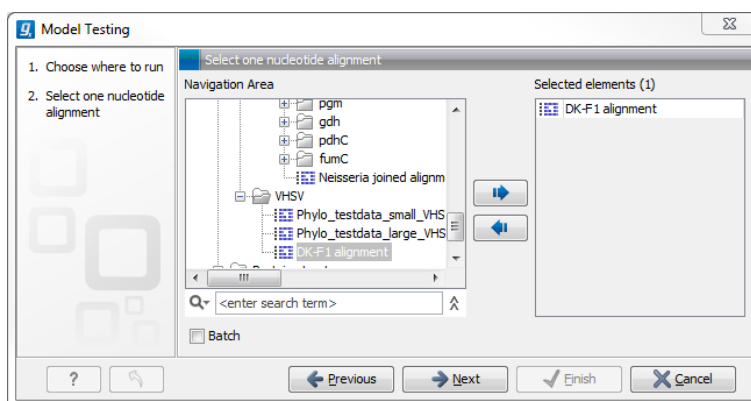 Model Testing
1. Choose where to run
2. Select one nucleotide
alignment
Select one nucleotide alignment
Navigation Area
pgm
gdh
pdhC
fumC
Neisseria joined alignm
VHSV
Phylo_testdata_small_VHS
Phylo_testdata_large_VHS
DK-F1 alignment
<enter search term>
Batch
Selected elements (1)
DK-F1 alignment
?
Previous
Next
Finish
Cancel